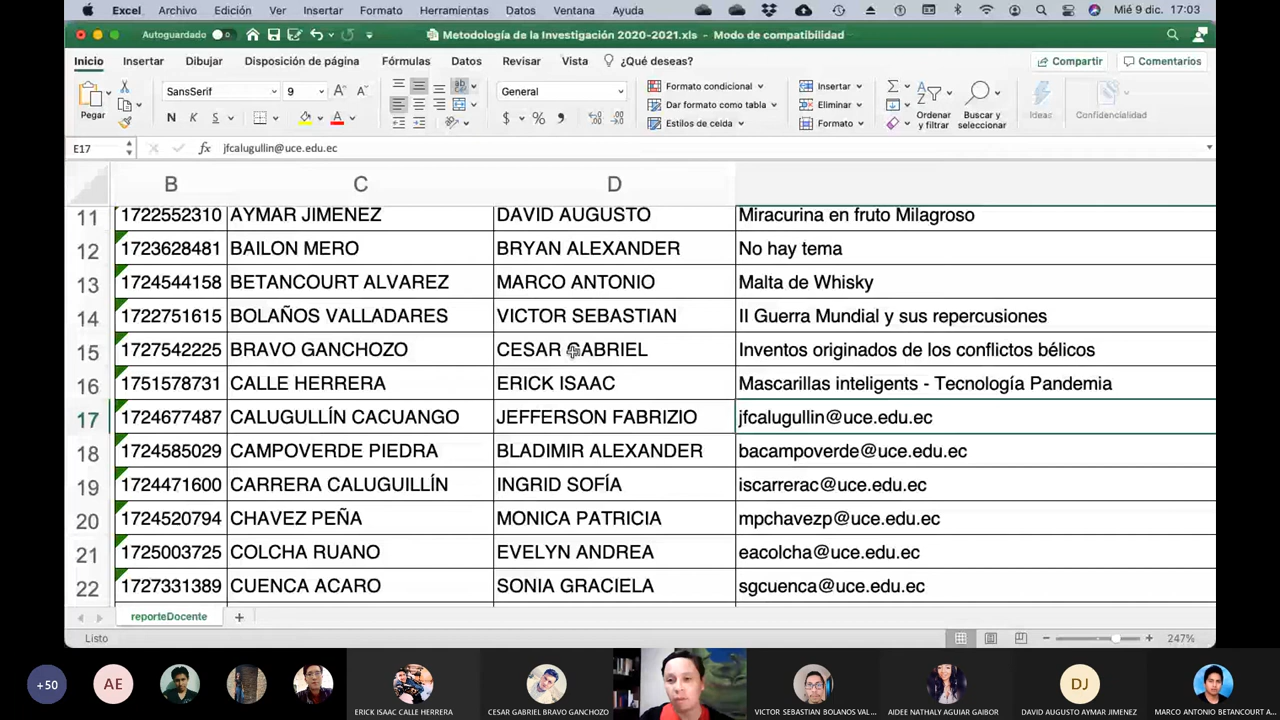 Excel Archivo Edición Ver Insertar Formato Herramientas Datos Ventana Ayuda Mié 9 dic. 17:03
Autoguardado Metodología de la Investigación 2020-2021.xls - Modo de compatibilidad
Inicio Insertar Dibujar Disposición de página Fórmulas Datos Revisar Vista ¿Qué deseas? Compartir Comentarios
SansSerif 9 General Formato condicional Insertar
Dar formato como tabla Eliminar
Pegar N K S Estilos de celda Formato Ordenar y filtrar Buscar y seleccionar Ideas Confidencialidad
E17 fx jfcalugullin@uce.edu.ec
B C D
11 1722552310 AYMAR JIMENEZ DAVID AUGUSTO Miracurina en fruto Milagroso
12 1723628481 BAILON MERO BRYAN ALEXANDER No hay tema
13 1724544158 BETANCOURT ALVAREZ MARCO ANTONIO Malta de Whisky
14 1722751615 BOLAÑOS VALLADARES VICTOR SEBASTIAN II Guerra Mundial y sus repercusiones
15 1727542225 BRAVO GANCHOZO CESAR GABRIEL Inventos originados de los conflictos bélicos
16 1751578731 CALLE HERRERA ERICK ISAAC Mascarillas inteligents - Tecnología Pandemia
17 1724677487 CALUGULLÍN CACUANGO JEFFERSON FABRIZIO jfcalugullin@uce.edu.ec
18 1724585029 CAMPOVERDE PIEDRA BLADIMIR ALEXANDER bacampoverde@uce.edu.ec
19 1724471600 CARRERA CALUGUILLÍN INGRID SOFÍA iscarrerac@uce.edu.ec
20 1724520794 CHAVEZ PEÑA MONICA PATRICIA mpchavezp@uce.edu.ec
21 1725003725 COLCHA RUANO EVELYN ANDREA eacolcha@uce.edu.ec
22 1727331389 CUENCA ACARO SONIA GRACIELA sgcuenca@uce.edu.ec
reporteDocente
Listo 247%
+50 AE DJ
ERICK ISAAC CALLE HERRERA CESAR GABRIEL BRAVO GANCHOZO VICTOR SEBASTIAN BOLANOS VAL... AIDEE NATHALY AGUIAR GAIBOR DAVID AUGUSTO AYMAR JIMENEZ MARCO ANTONIO BETANCOURT A...